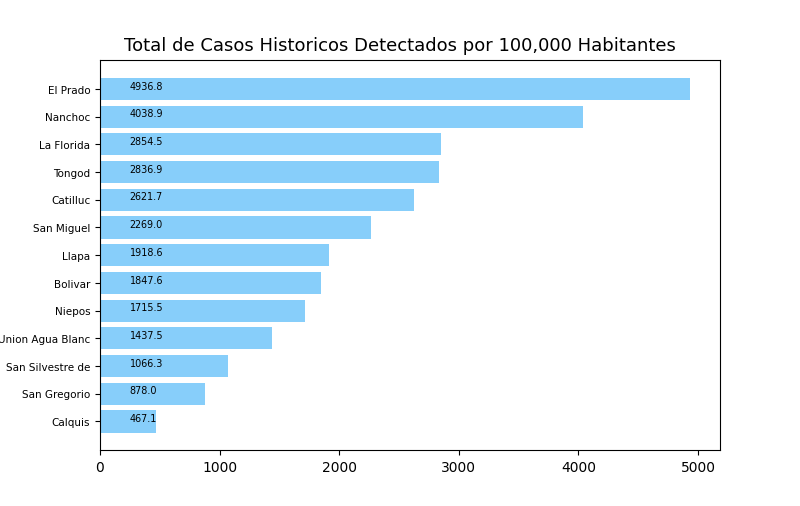 Total de Casos Historicos Detectados por 100,000 Habitantes
El Prado 4936.8
Nanchoc 4038.9
La Florida 2854.5
Tongod 2836.9
Catilluc 2621.7
San Miguel 2269.0
Llapa 1918.6
Bolivar 1847.6
Niepos 1715.5
Union Agua Blanc 1437.5
San Silvestre de 1066.3
San Gregorio 878.0
Calquis 467.1
0 1000 2000 3000 4000 5000